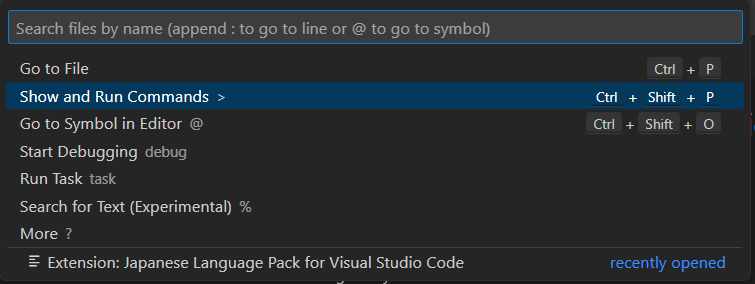 Search files by name (append : to go to line or @ to go to symbol)
Go to File Ctrl + P
Show and Run Commands > Ctrl + Shift + P
Go to Symbol in Editor @ Ctrl + Shift + O
Start Debugging debug
Run Task task
Search for Text (Experimental) %
More ?
Extension: Japanese Language Pack for Visual Studio Code recently opened